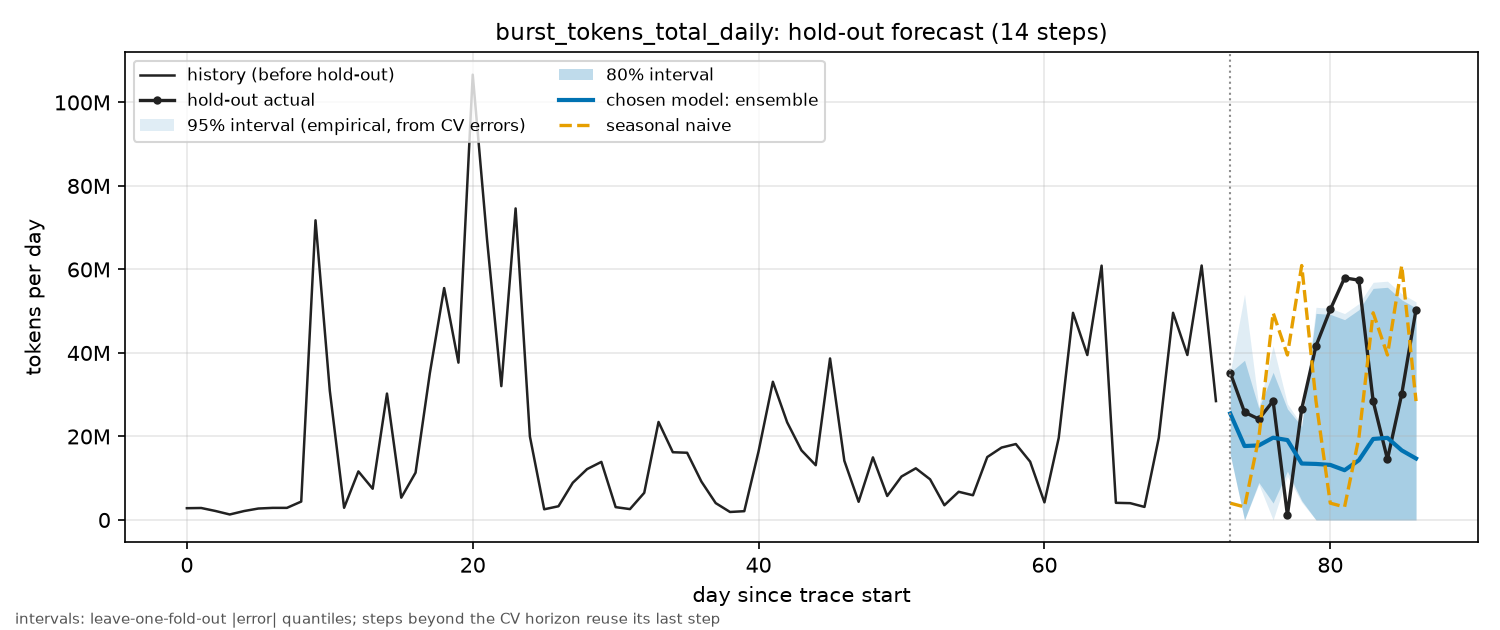 burst_tokens_total_daily: hold-out forecast (14 steps)
history (before hold-out)
hold-out actual
95% interval (empirical, from CV errors)
80% interval
chosen model: ensemble
seasonal naive
tokens per day
100M
80M
60M
40M
20M
0
0 20 40 60 80
day since trace start
intervals: leave-one-fold-out |error| quantiles; steps beyond the CV horizon reuse its last step